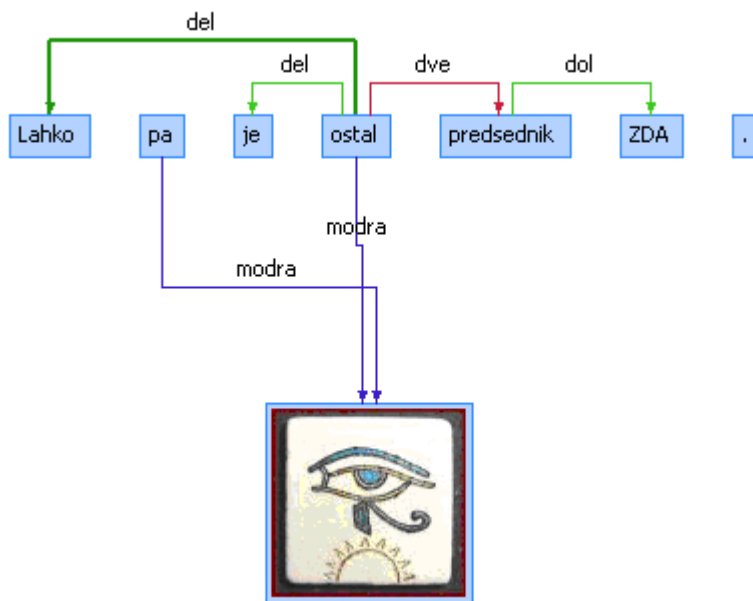 del
del dve dol
Lahko pa je ostal predsednik ZDA .
modra
modra